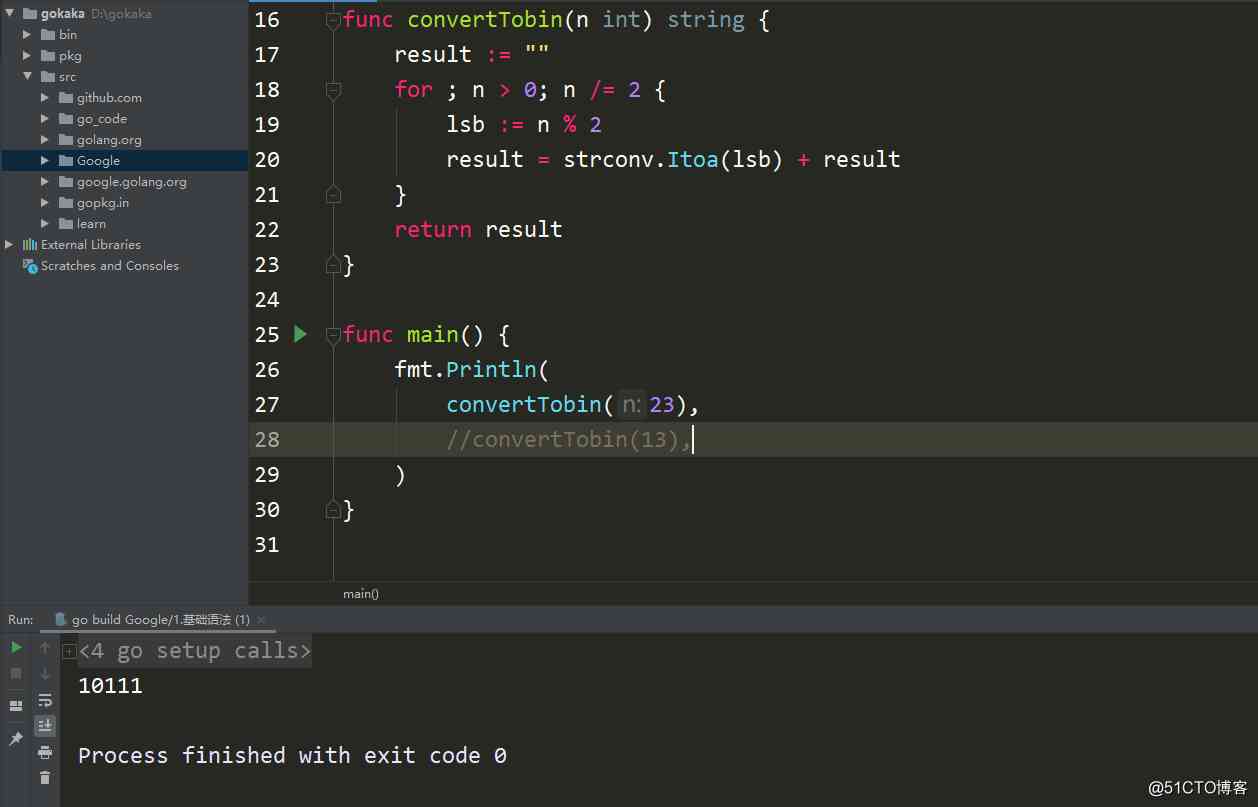 gokaka D:\gokaka
bin
pkg
src
github.com
go_code
golang.org
Google
google.golang.org
gopkg.in
learn
External Libraries
Scratches and Consoles
16 func convertTobin(n int) string {
17 result := ""
18 for ; n > 0; n /= 2 {
19 lsb := n % 2
20 result = strconv.Itoa(lsb) + result
21 }
22 return result
23 }
24
25 func main() {
26 fmt.Println(
27 convertTobin( n: 23),
28 //convertTobin(13),
29 )
30 }
31
main()
Run: go build Google/1.基础语法 (1)
<4 go setup calls>
10111
Process finished with exit code 0
@51CTO博客